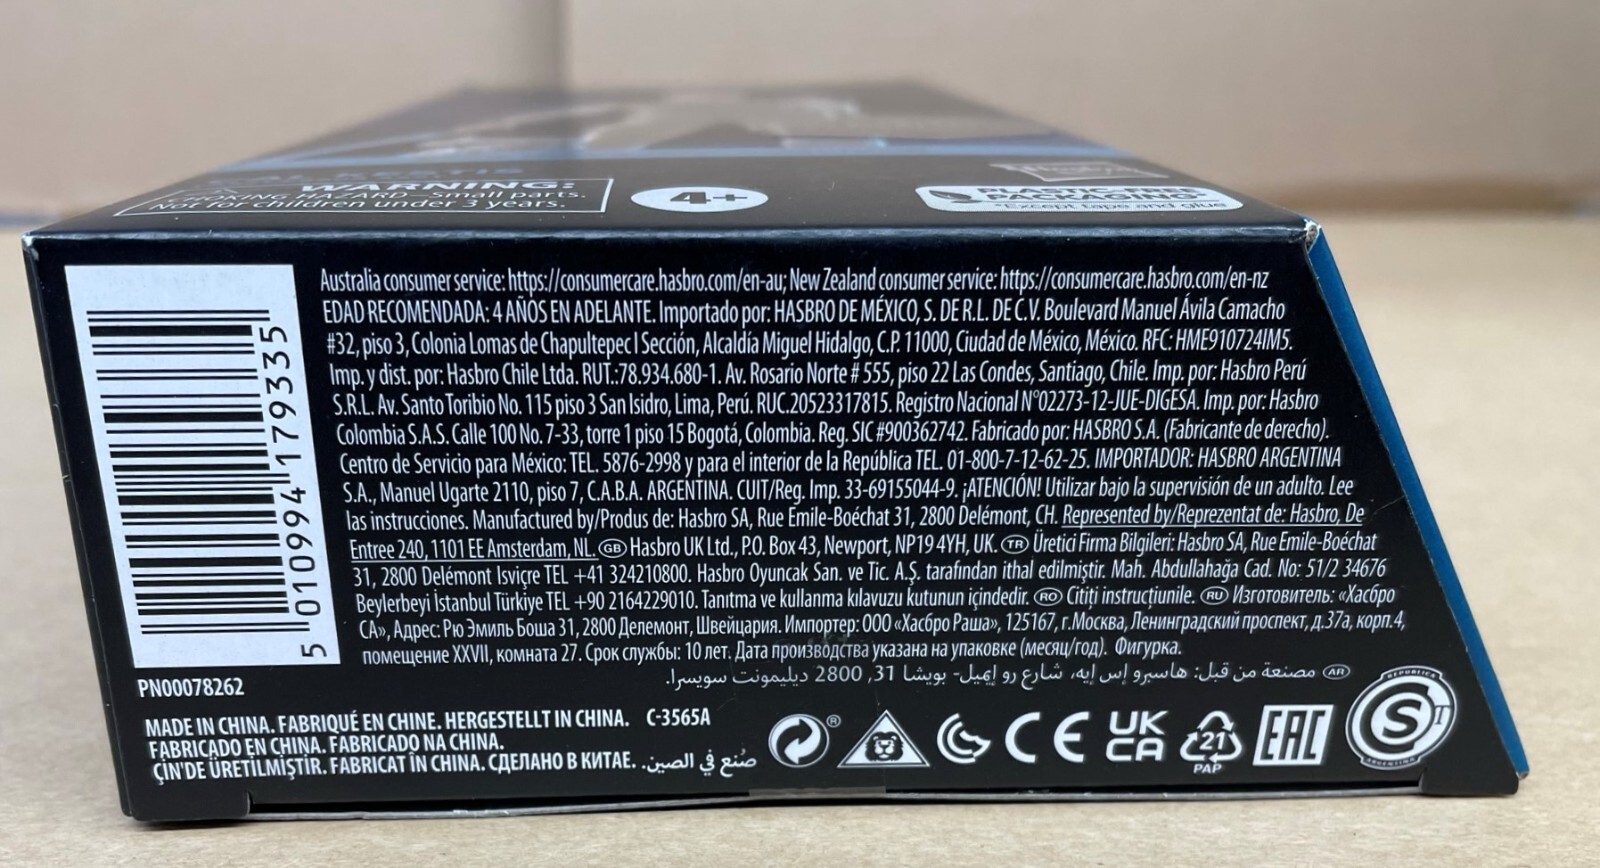 CAL KESTIS
WARNING:
CHOKING HAZARD—Small parts.
Not for children under 3 years.
4+
PLASTIC-FREE
PACKAGING*
*Except tape and glue
Australia consumer service: https://consumercare.hasbro.com/en-au; New Zealand consumer service: https://consumercare.hasbro.com/en-nz
EDAD RECOMENDADA: 4 AÑOS EN ADELANTE. Importado por: HASBRO DE MÉXICO, S. DE R.L. DE C.V. Boulevard Manuel Ávila Camacho
#32, piso 3, Colonia Lomas de Chapultepec I Sección, Alcaldía Miguel Hidalgo, C.P. 11000, Ciudad de México, México. RFC: HME910724IM5.
Imp. y dist. por: Hasbro Chile Ltda. RUT.:78.934.680-1. Av. Rosario Norte # 555, piso 22 Las Condes, Santiago, Chile. Imp. por: Hasbro Perú
S.R.L. Av. Santo Toribio No. 115 piso 3 San Isidro, Lima, Perú. RUC.20523317815. Registro Nacional N°02273-12-JUE-DIGESA. Imp. por: Hasbro
Colombia S.A.S. Calle 100 No. 7-33, torre 1 piso 15 Bogotá, Colombia. Reg. SIC #900362742. Fabricado por: HASBRO S.A. (Fabricante de derecho).
Centro de Servicio para México: TEL. 5876-2998 y para el interior de la República TEL. 01-800-7-12-62-25. IMPORTADOR: HASBRO ARGENTINA
S.A., Manuel Ugarte 2110, piso 7, C.A.B.A. ARGENTINA. CUIT/Reg. Imp. 33-69155044-9. ¡ATENCIÓN! Utilizar bajo la supervisión de un adulto. Lee
las instrucciones. Manufactured by/Produs de: Hasbro SA, Rue Emile-Boéchat 31, 2800 Delémont, CH. Represented by/Reprezentat de: Hasbro, De
Entree 240, 1101 EE Amsterdam, NL. GB Hasbro UK Ltd., P.O. Box 43, Newport, NP19 4YH, UK. TR Üretici Firma Bilgileri: Hasbro SA, Rue Emile-Boéchat
31, 2800 Delémont İsviçre TEL +41 324210800. Hasbro Oyuncak San. ve Tic. A.Ş. tarafından ithal edilmiştir. Mah. Abdullahağa Cad. No: 51/2 34676
Beylerbeyi İstanbul Türkiye TEL +90 2164229010. Tanıtma ve kullanma kılavuzu kutunun içindedir. RO Citiți instrucțiunile. RU Изготовитель: «Хасбро
СА», Адрес: Рю Эмиль Боша 31, 2800 Делемонт, Швейцария. Импортер: ООО «Хасбро Раша», 125167, г.Москва, Ленинградский проспект, д.37а, корп.4,
помещение XXVII, комната 27. Срок службы: 10 лет. Дата производства указана на упаковке (месяц/год). Фигурка.
AR مصنعة من قبل: هاسبرو إس إيه، شارع رو إيميل- بويشا 31, 2800 ديليمونت سويسرا.
5 010994 179335
PN00078262
MADE IN CHINA. FABRIQUÉ EN CHINE. HERGESTELLT IN CHINA. C-3565A
FABRICADO EN CHINA. FABRICADO NA CHINA.
ÇİN'DE ÜRETİLMİŞTİR. FABRICAT ÎN CHINA. СДЕЛАНО В КИТАЕ. صُنع في الصين.
®
CE
UK
CA
21
PAP
EAC
REPUBLICA
S
T
ARGENTINA